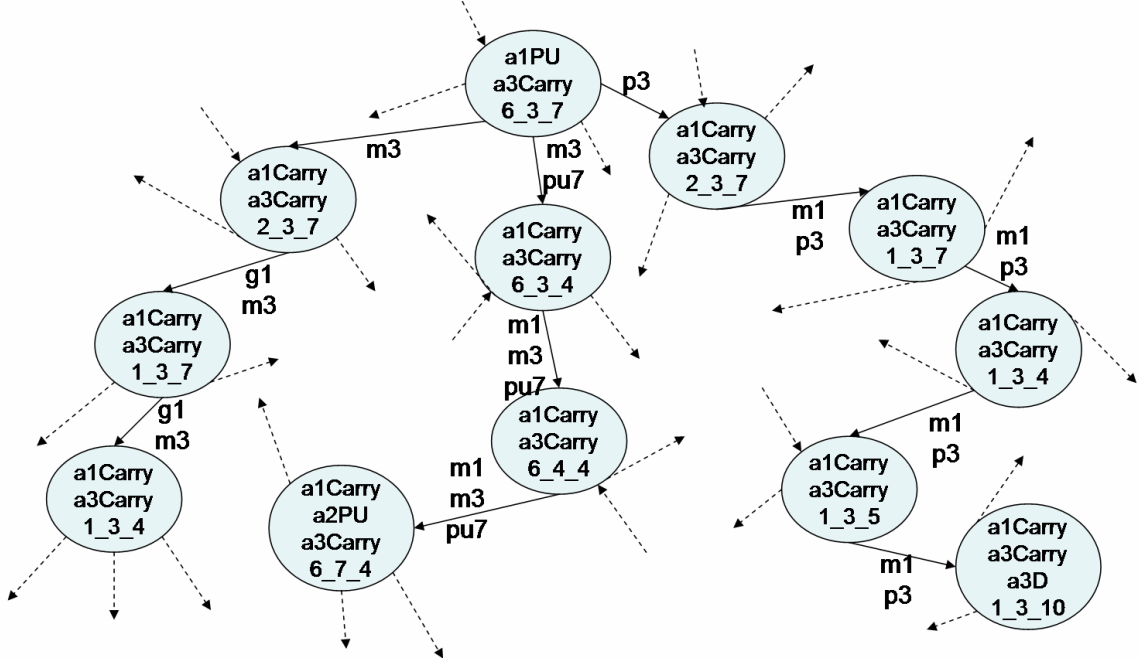 a1PU
a3Carry
6_3_7
p3
m3
m3
pu7
a1Carry
a3Carry
2_3_7
a1Carry
a3Carry
2_3_7
m1
p3
a1Carry
a3Carry
1_3_7
a1Carry
a3Carry
6_3_4
m1
p3
g1
m3
a1Carry
a3Carry
1_3_7
m1
m3
pu7
a1Carry
a3Carry
1_3_4
g1
m3
a1Carry
a3Carry
6_4_4
m1
p3
a1Carry
a3Carry
1_3_4
m1
m3
pu7
a1Carry
a2PU
a3Carry
6_7_4
a1Carry
a3Carry
1_3_5
m1
p3
a1Carry
a3Carry
a3D
1_3_10